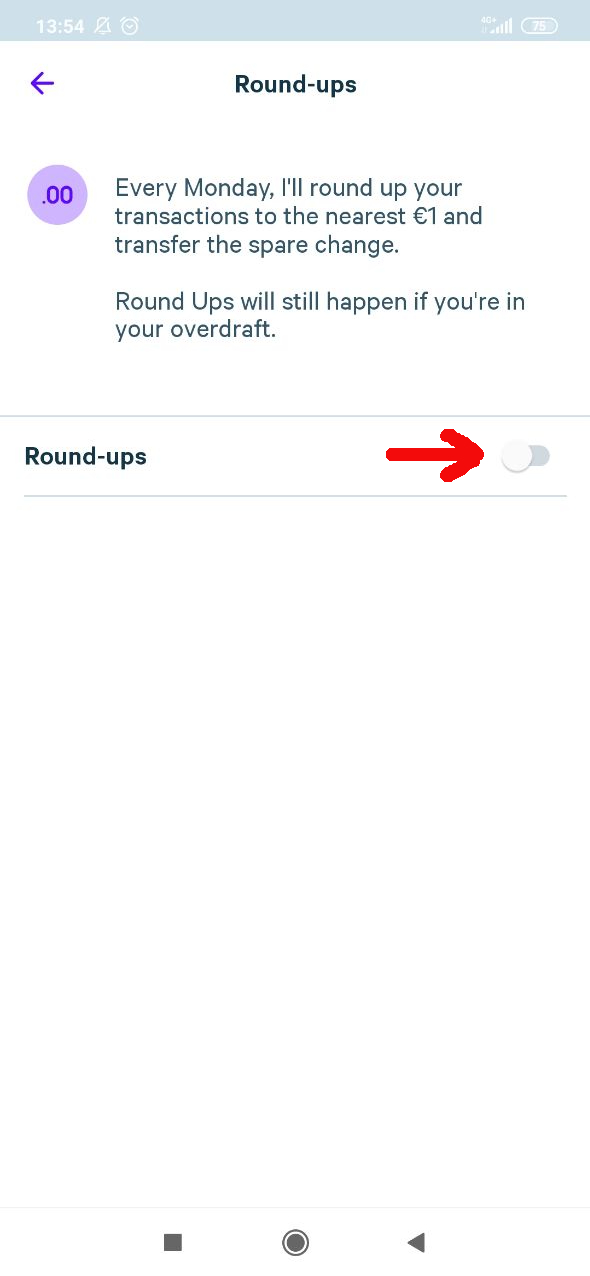 13:54 4G+ 75
Round-ups
.00
Every Monday, I'll round up your
transactions to the nearest €1 and
transfer the spare change.
Round Ups will still happen if you're in
your overdraft.
Round-ups